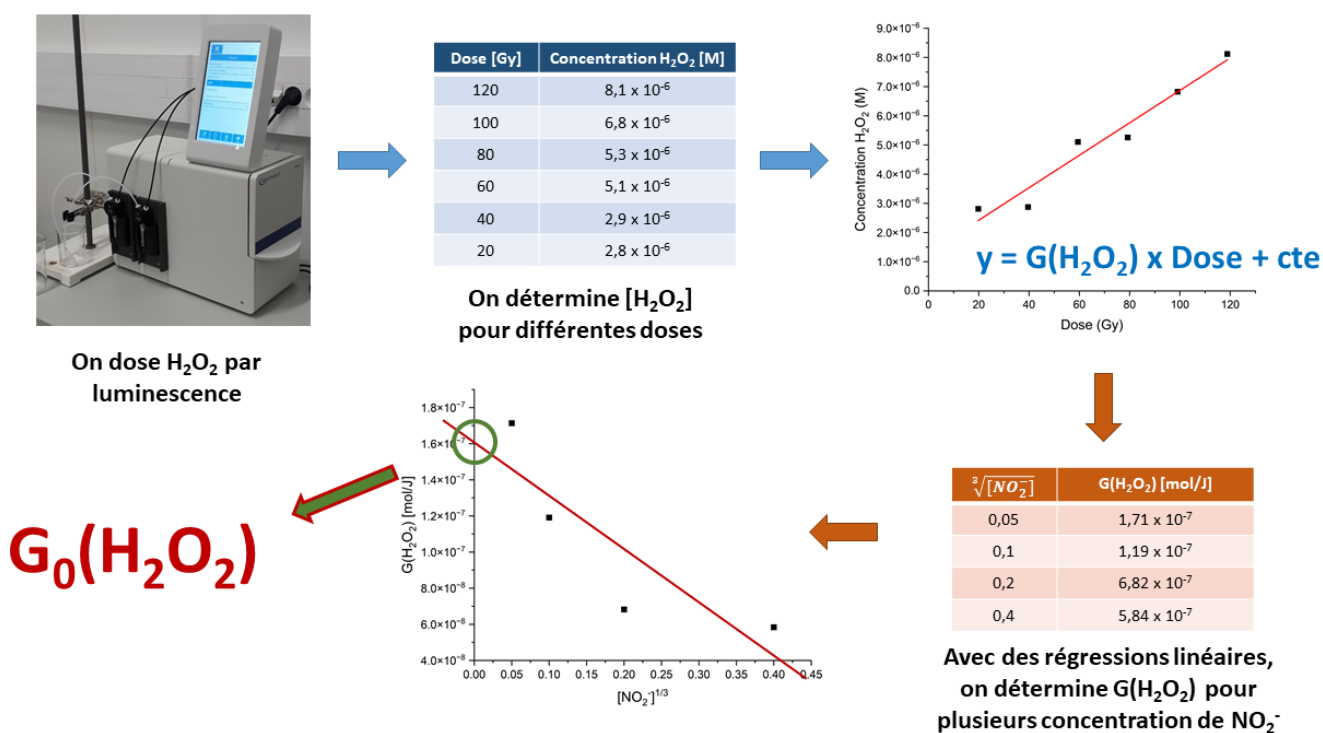 Dose [Gy] Concentration H₂O₂ [M]
120 8,1 x 10⁻⁶
100 6,8 x 10⁻⁶
80 5,3 x 10⁻⁶
60 5,1 x 10⁻⁶
40 2,9 x 10⁻⁶
20 2,8 x 10⁻⁶
On dose H₂O₂ par
luminescence
On détermine [H₂O₂]
pour différentes doses
9.0×10⁻⁶
8.0×10⁻⁶
7.0×10⁻⁶
6.0×10⁻⁶
5.0×10⁻⁶
4.0×10⁻⁶
3.0×10⁻⁶
2.0×10⁻⁶
1.0×10⁻⁶
0.0
Concentration H₂O₂ (M)
y = G(H₂O₂) x Dose + cte
0 20 40 60 80 100 120
Dose (Gy)
∛[NO₂⁻] G(H₂O₂) [mol/J]
0,05 1,71 x 10⁻⁷
0,1 1,19 x 10⁻⁷
0,2 6,82 x 10⁻⁷
0,4 5,84 x 10⁻⁷
Avec des régressions linéaires,
on détermine G(H₂O₂) pour
plusieurs concentration de NO₂⁻
1.8×10⁻⁷
1.6×10⁻⁷
1.4×10⁻⁷
1.2×10⁻⁷
1.0×10⁻⁷
8.0×10⁻⁸
6.0×10⁻⁸
4.0×10⁻⁸
G(H₂O₂) [mol/J]
0.00 0.05 0.10 0.15 0.20 0.25 0.30 0.35 0.40 0.45
[NO₂⁻]¹ᐟ³
G₀(H₂O₂)